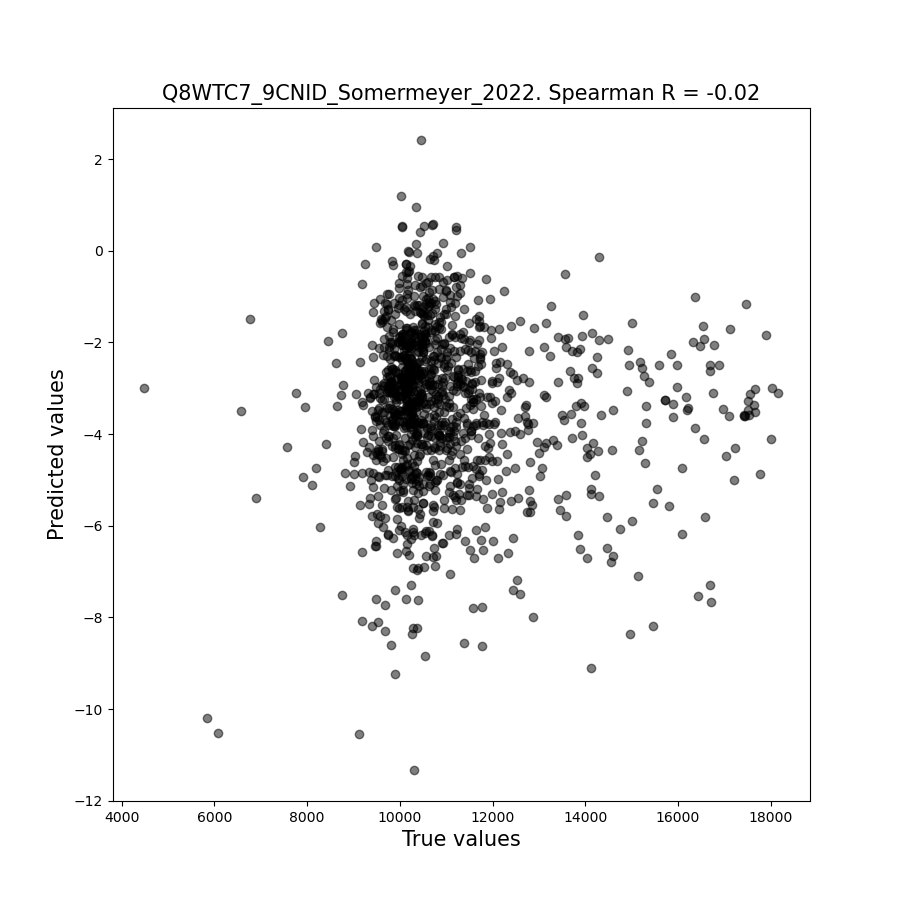 Q8WTC7_9CNID_Somermeyer_2022. Spearman R = -0.02
Predicted values
2
0
−2
−4
−6
−8
−10
−12
4000 6000 8000 10000 12000 14000 16000 18000
True values